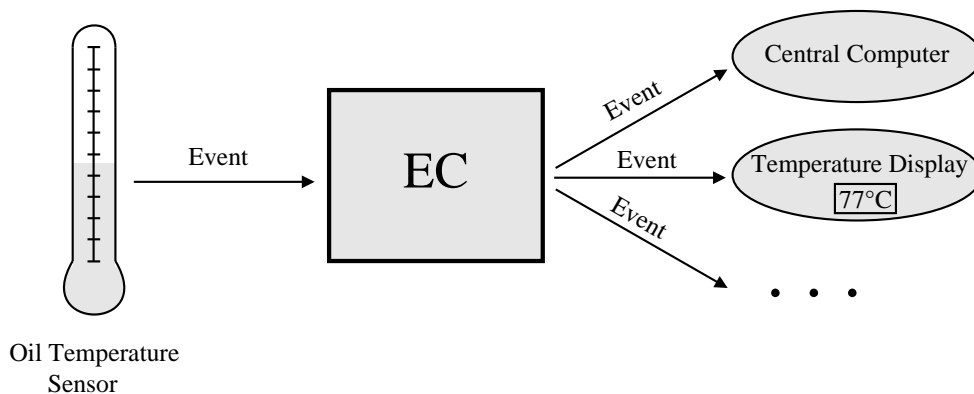 Oil Temperature
Sensor
Event
EC
Event
Event
Event
Central Computer
Temperature Display
77°C
. . .